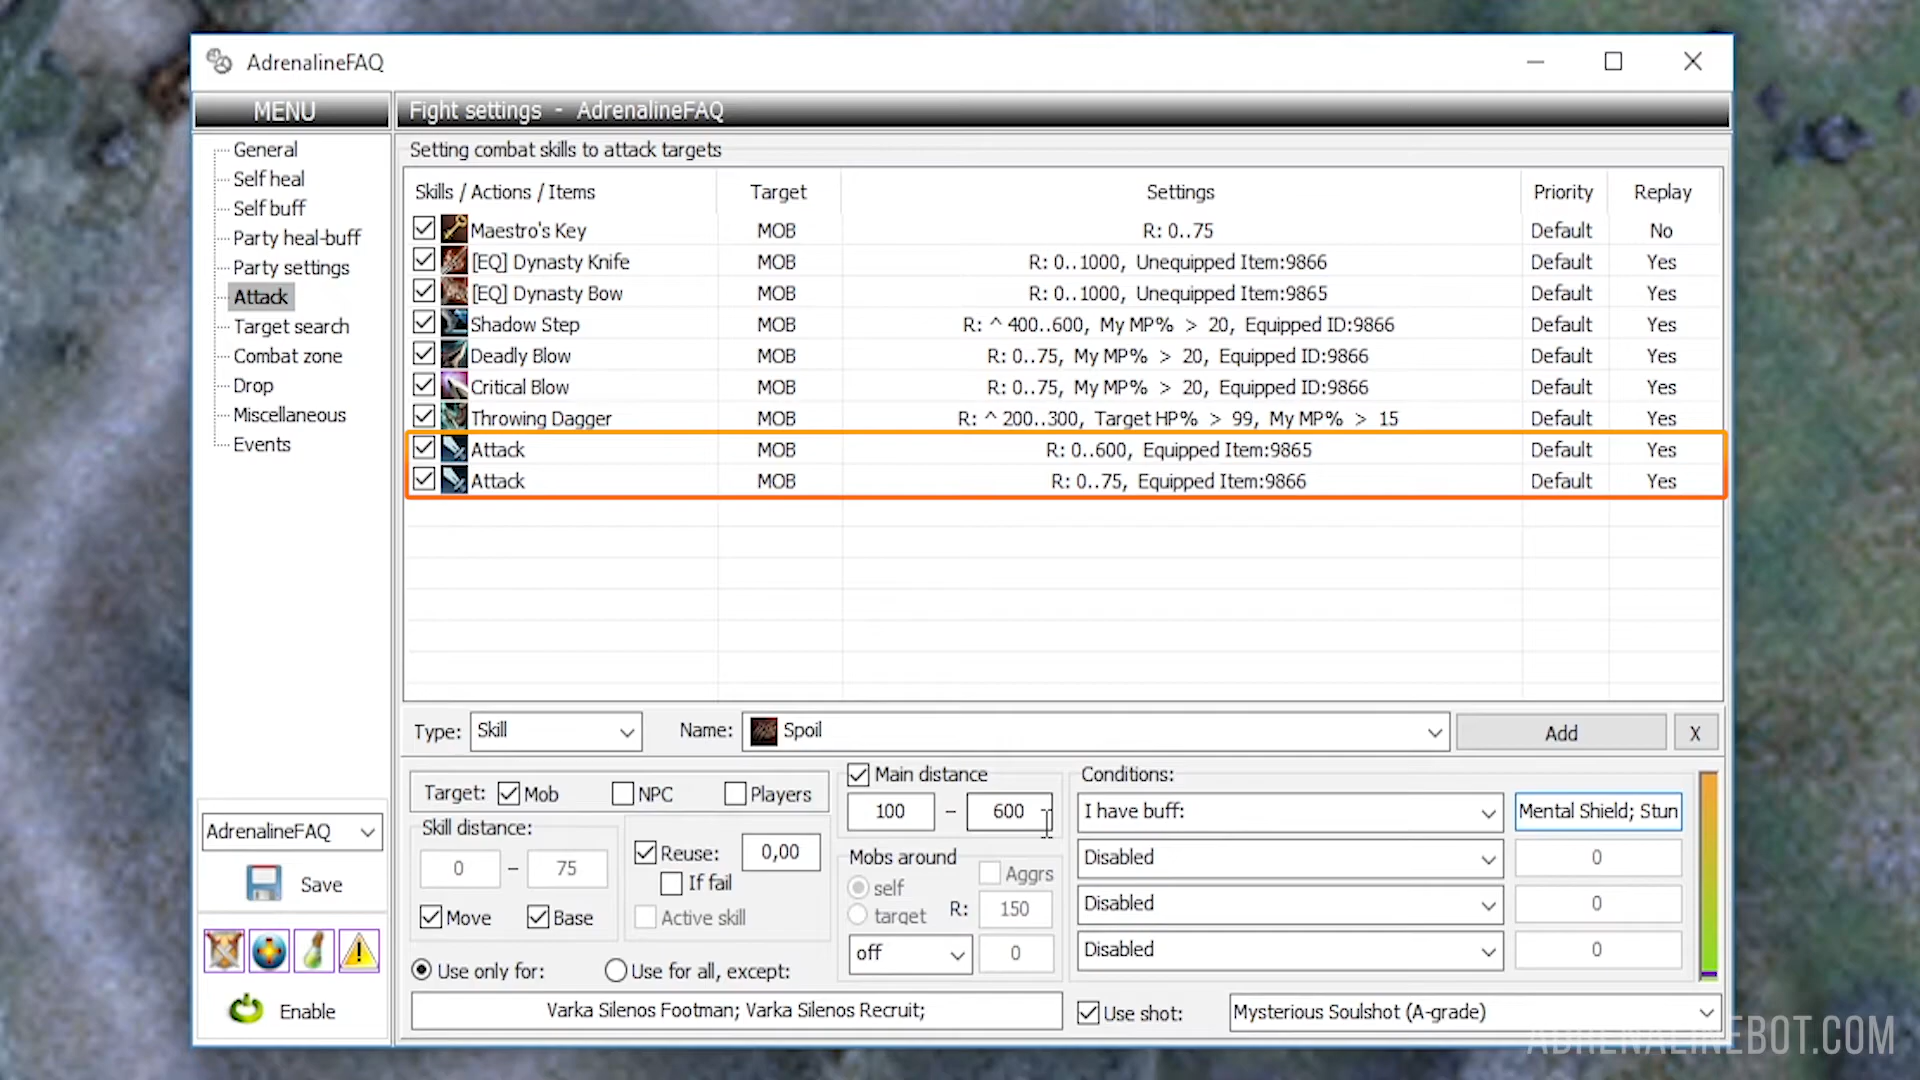 AdrenalineFAQ
MENU
Fight settings - AdrenalineFAQ
General
Self heal
Self buff
Party heal-buff
Party settings
Attack
Target search
Combat zone
Drop
Miscellaneous
Events
Setting combat skills to attack targets
Skills / Actions / Items Target Settings Priority Replay
Maestro's Key MOB R: 0..75 Default No
[EQ] Dynasty Knife MOB R: 0..1000, Unequipped Item:9866 Default Yes
[EQ] Dynasty Bow MOB R: 0..1000, Unequipped Item:9865 Default Yes
Shadow Step MOB R: ^ 400..600, My MP% > 20, Equipped ID:9866 Default Yes
Deadly Blow MOB R: 0..75, My MP% > 20, Equipped ID:9866 Default Yes
Critical Blow MOB R: 0..75, My MP% > 20, Equipped ID:9866 Default Yes
Throwing Dagger MOB R: ^ 200..300, Target HP% > 99, My MP% > 15 Default Yes
Attack MOB R: 0..600, Equipped Item:9865 Default Yes
Attack MOB R: 0..75, Equipped Item:9866 Default Yes
Type: Skill Name: Spoil Add X
Target: Mob NPC Players
Skill distance:
0 - 75
Move Base
Reuse: 0,00
If fail
Active skill
Main distance
100 - 600
Mobs around
self
target
Aggrs
R: 150
off 0
Conditions:
I have buff: Mental Shield; Stun
Disabled 0
Disabled 0
Disabled 0
Use only for: Use for all, except:
Varka Silenos Footman; Varka Silenos Recruit;
Use shot: Mysterious Soulshot (A-grade)
AdrenalineFAQ
Save
Enable
ADRENALINEBOT.COM